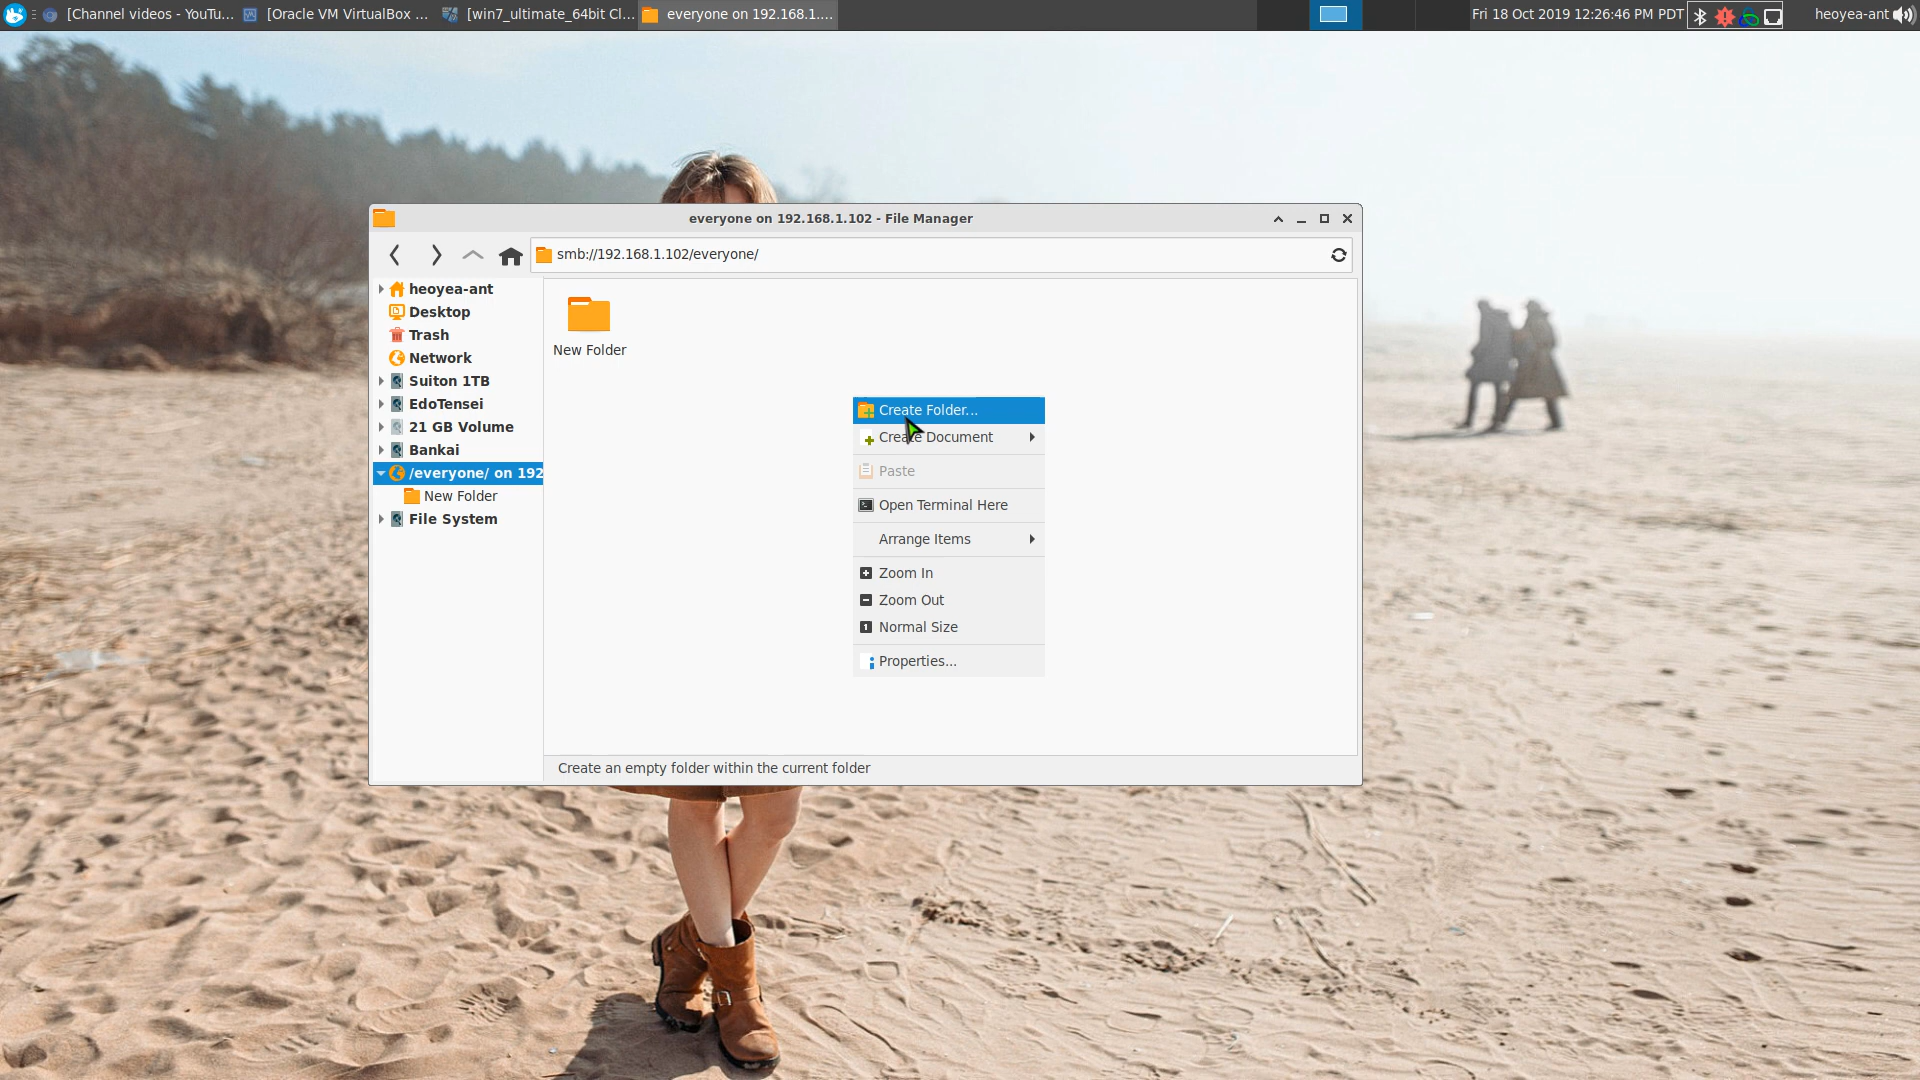 [Channel videos - YouTu... [Oracle VM VirtualBox ... [win7_ultimate_64bit Cl... everyone on 192.168.1.... Fri 18 Oct 2019 12:26:46 PM PDT heoyea-ant
everyone on 192.168.1.102 - File Manager
smb://192.168.1.102/everyone/
heoyea-ant
Desktop
Trash
Network
Suiton 1TB
EdoTensei
21 GB Volume
Bankai
/everyone/ on 192
New Folder
File System
New Folder
Create Folder...
Create Document
Paste
Open Terminal Here
Arrange Items
Zoom In
Zoom Out
Normal Size
Properties...
Create an empty folder within the current folder